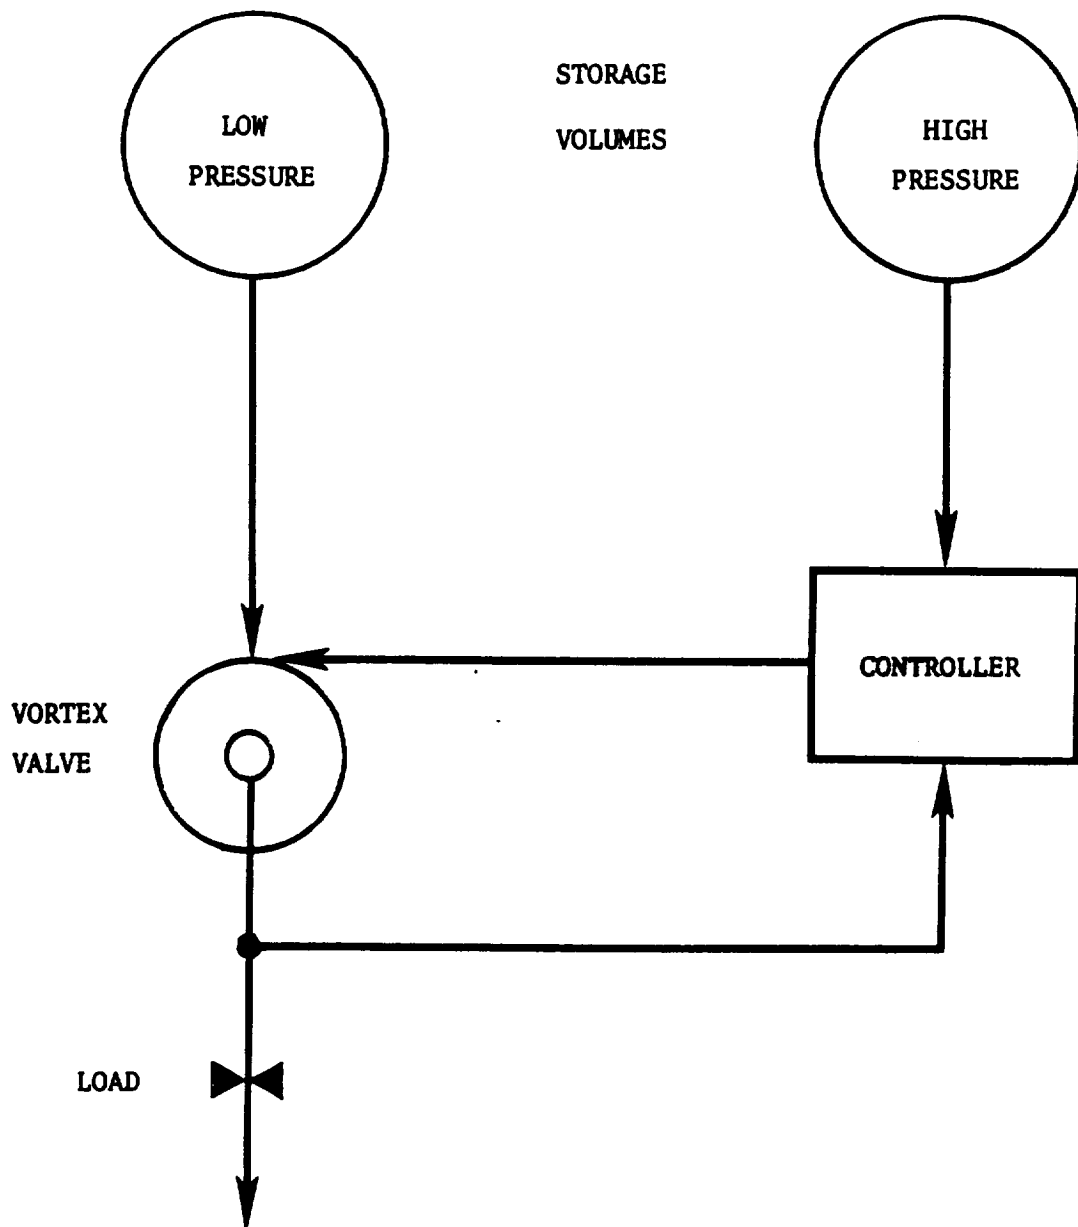 LOW
PRESSURE
STORAGE
VOLUMES
HIGH
PRESSURE
VORTEX
VALVE
CONTROLLER
LOAD